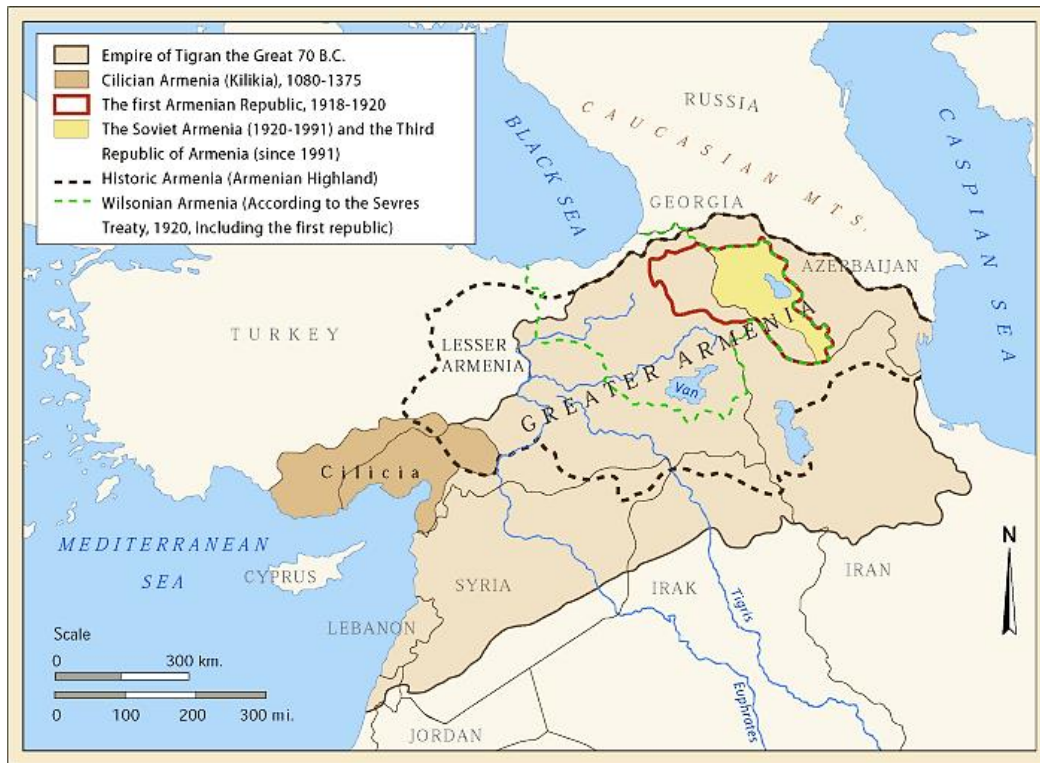 Empire of Tigran the Great 70 B.C.
Cilician Armenia (Kilikia), 1080-1375
The first Armenian Republic, 1918-1920
The Soviet Armenia (1920-1991) and the Third
Republic of Armenia (since 1991)
Historic Armenia (Armenian Highland)
Wilsonian Armenia (According to the Sevres
Treaty, 1920, including the first republic)
RUSSIA
CAUCASIAN MTS.
BLACK SEA
CASPIAN SEA
GEORGIA
AZERBAIJAN
TURKEY
LESSER
ARMENIA
GREATER ARMENIA
Van
Cilicia
MEDITERRANEAN
SEA
CYPRUS
SYRIA
IRAK
IRAN
Tigris
LEBANON
Euphrotes
JORDAN
N
Scale
0 300 km.
0 100 200 300 mi.